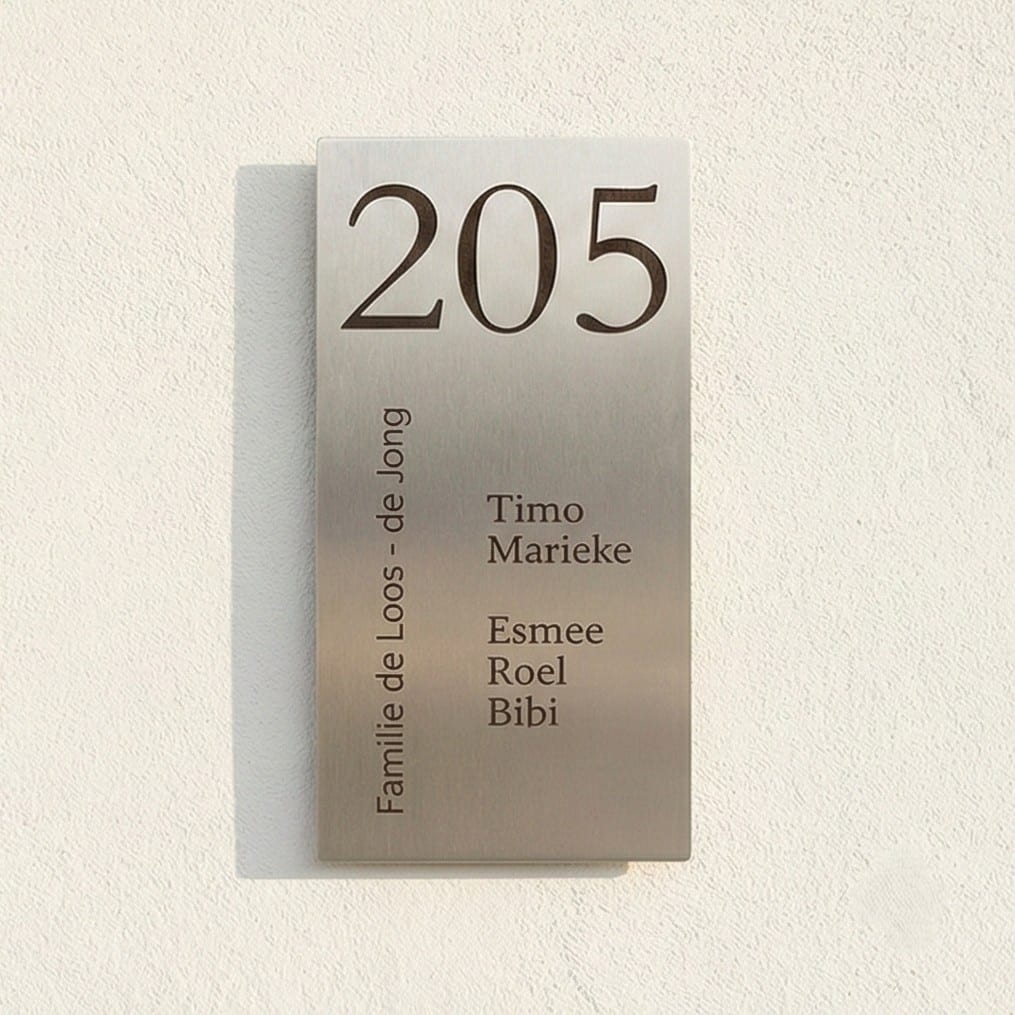 205
Familie de Loos - de Jong
Timo
Marieke
Esmee
Roel
Bibi